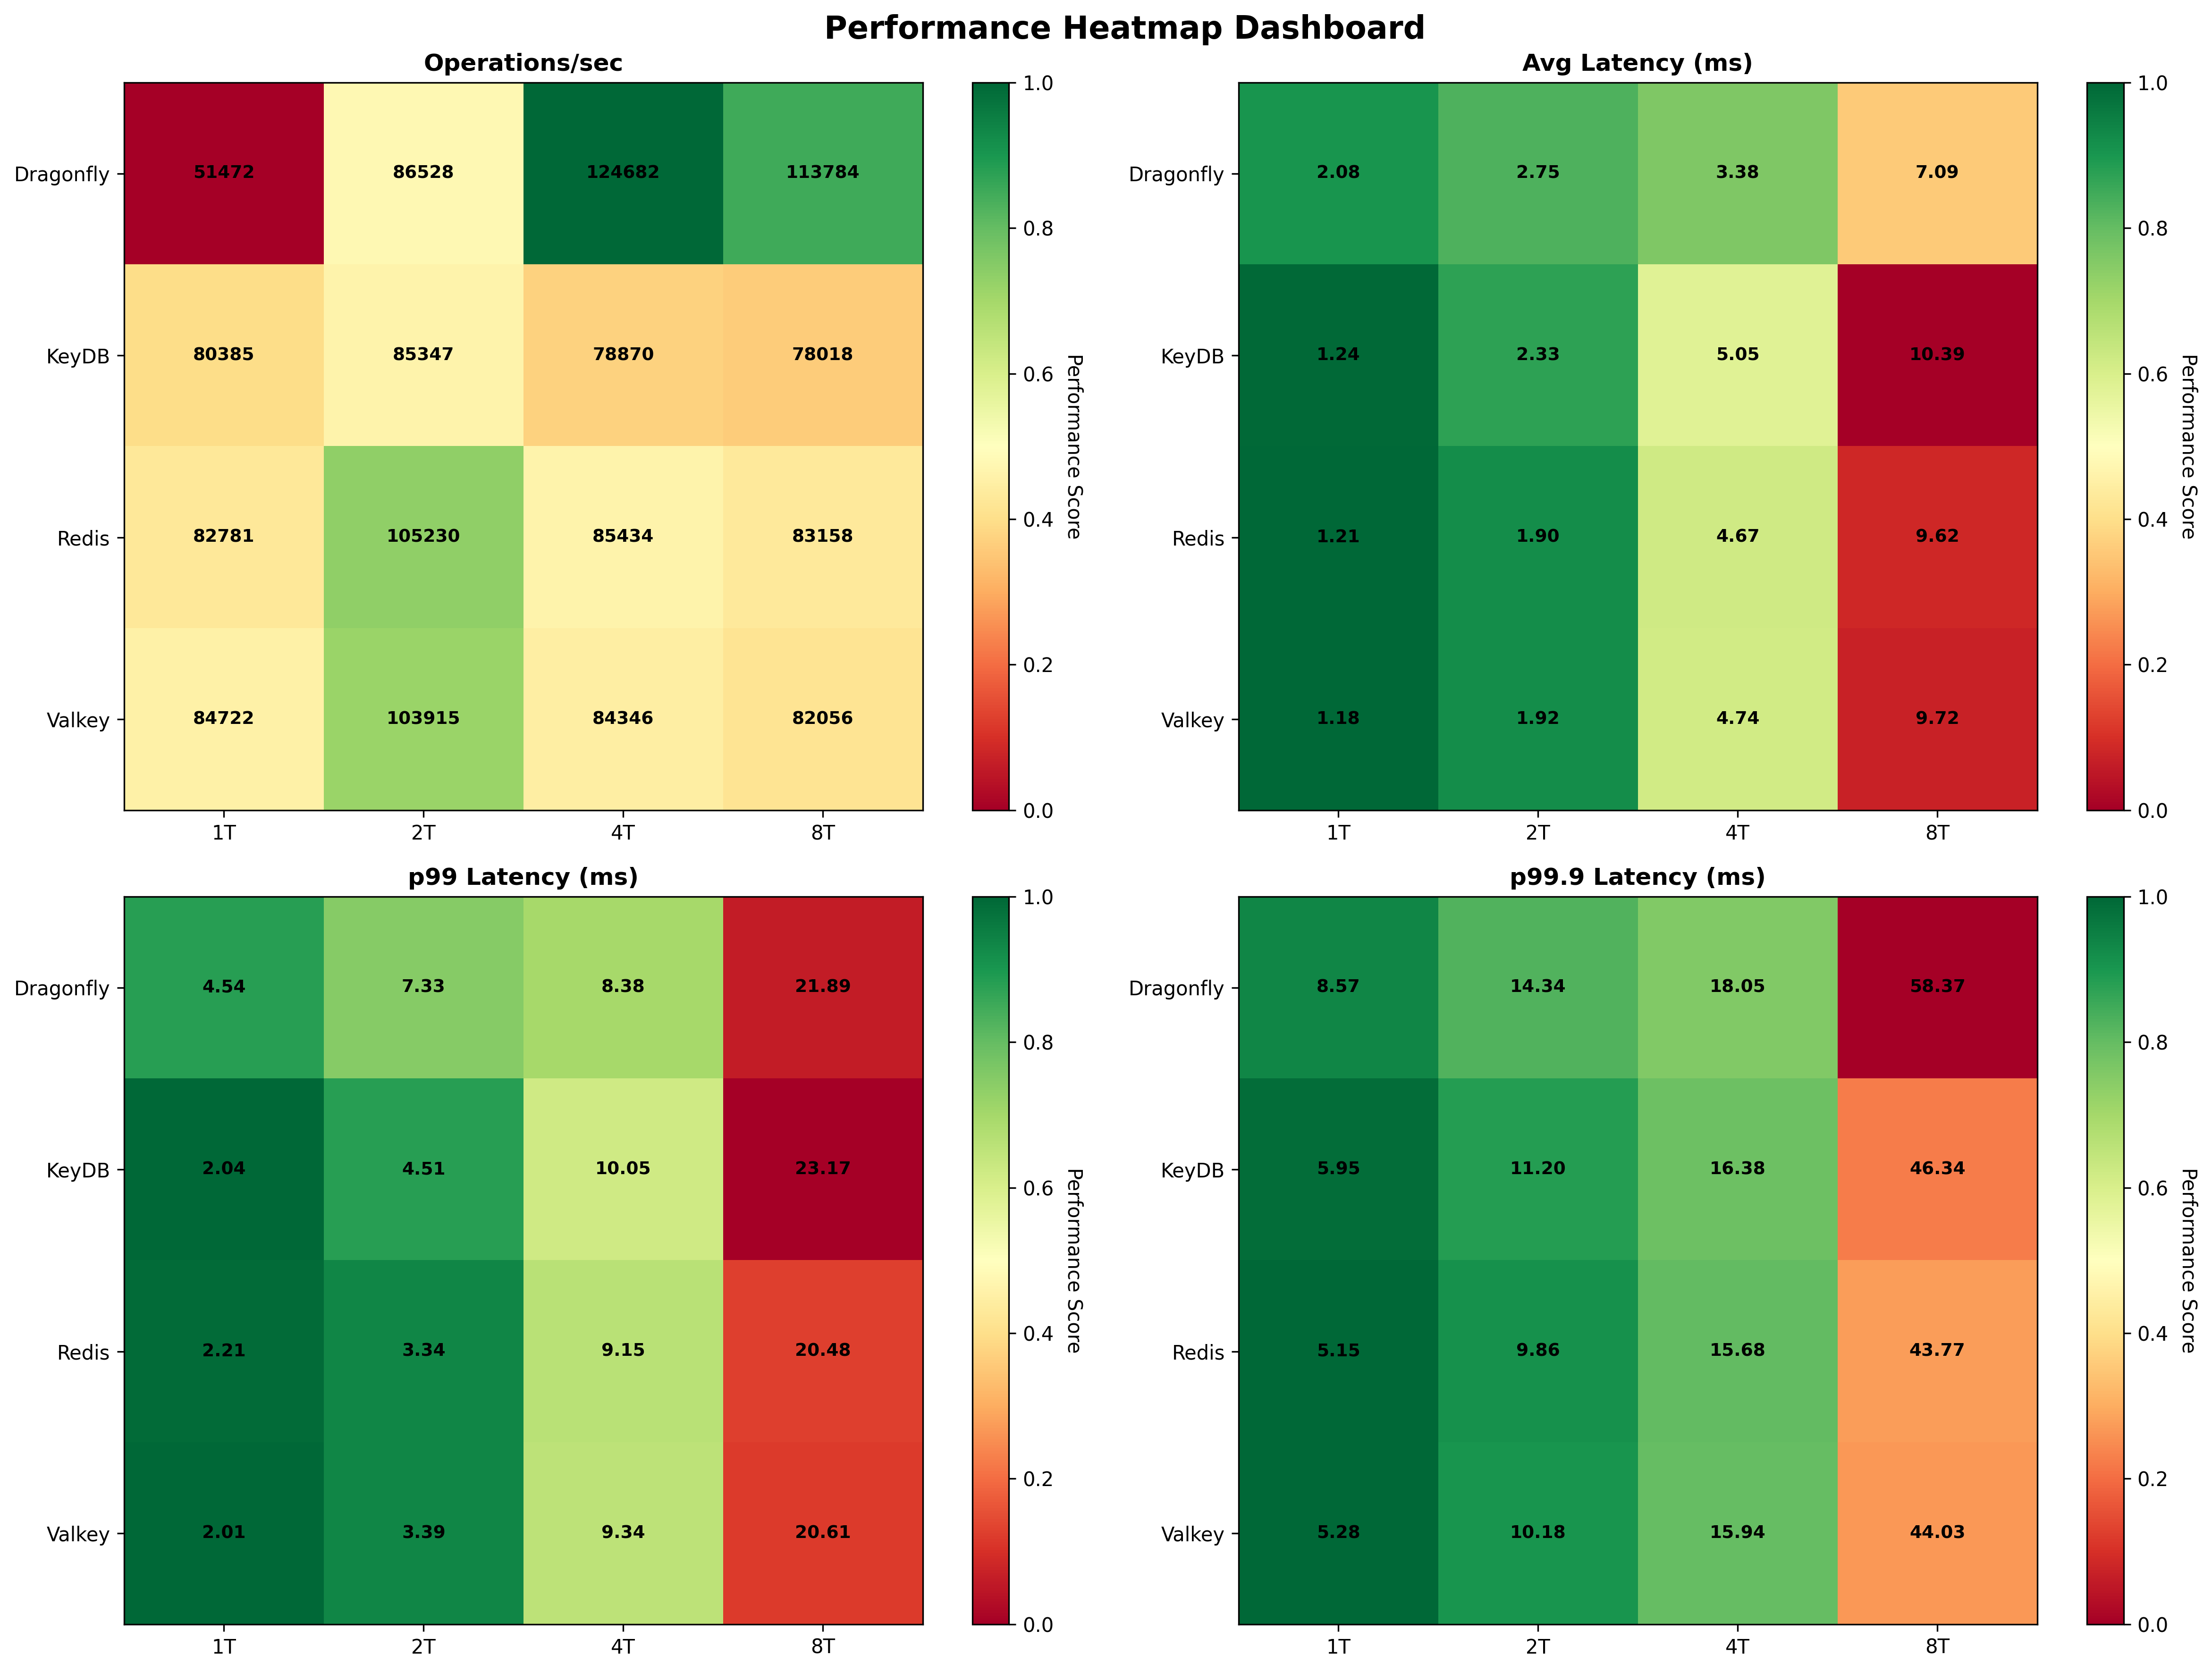 Performance Heatmap Dashboard
Operations/sec
Dragonfly 51472 86528 124682 113784
KeyDB 80385 85347 78870 78018
Redis 82781 105230 85434 83158
Valkey 84722 103915 84346 82056
1T 2T 4T 8T
1.0
0.8
0.6
0.4
0.2
0.0
Performance Score
Avg Latency (ms)
Dragonfly 2.08 2.75 3.38 7.09
KeyDB 1.24 2.33 5.05 10.39
Redis 1.21 1.90 4.67 9.62
Valkey 1.18 1.92 4.74 9.72
1T 2T 4T 8T
1.0
0.8
0.6
0.4
0.2
0.0
Performance Score
p99 Latency (ms)
Dragonfly 4.54 7.33 8.38 21.89
KeyDB 2.04 4.51 10.05 23.17
Redis 2.21 3.34 9.15 20.48
Valkey 2.01 3.39 9.34 20.61
1T 2T 4T 8T
1.0
0.8
0.6
0.4
0.2
0.0
Performance Score
p99.9 Latency (ms)
Dragonfly 8.57 14.34 18.05 58.37
KeyDB 5.95 11.20 16.38 46.34
Redis 5.15 9.86 15.68 43.77
Valkey 5.28 10.18 15.94 44.03
1T 2T 4T 8T
1.0
0.8
0.6
0.4
0.2
0.0
Performance Score